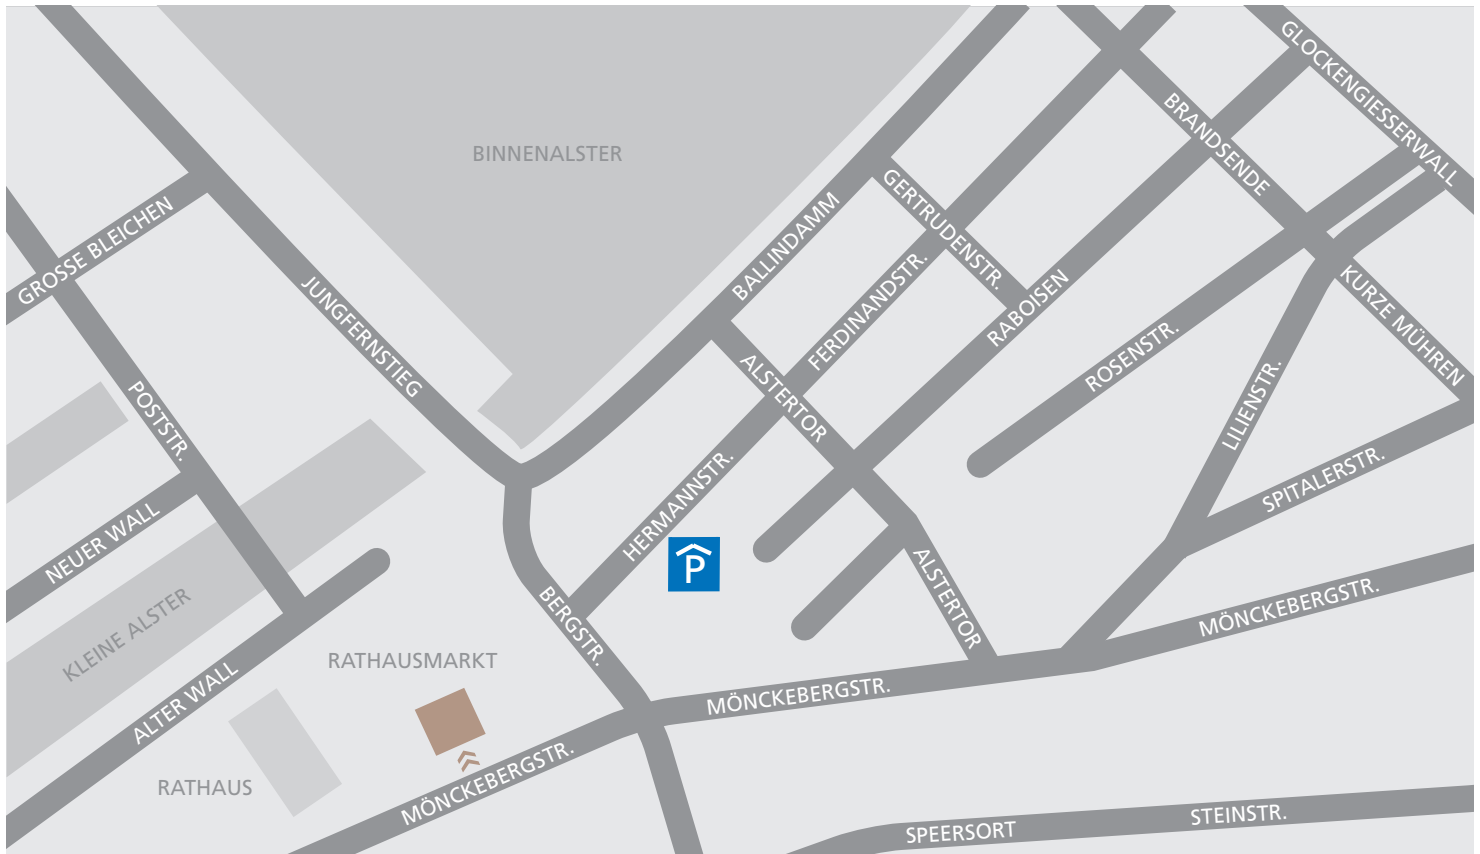 GLOCKENGIESSERWALL
BRANDSENDE
BINNENALSTER
GERTRUDENSTR.
GROSSE BLEICHEN
BALLINDAMM
JUNGFERNSTIEG
FERDINANDSTR.
RABOISEN
KURZE MÜHREN
ROSENSTR.
ALSTERTOR
LILIENSTR.
POSTSTR.
SPITALERSTR.
HERMANNSTR.
NEUER WALL
P
ALSTERTOR
MÖNCKEBERGSTR.
BERGSTR.
KLEINE ALSTER
RATHAUSMARKT
ALTER WALL
MÖNCKEBERGSTR.
RATHAUS
MÖNCKEBERGSTR.
STEINSTR.
SPEERSORT